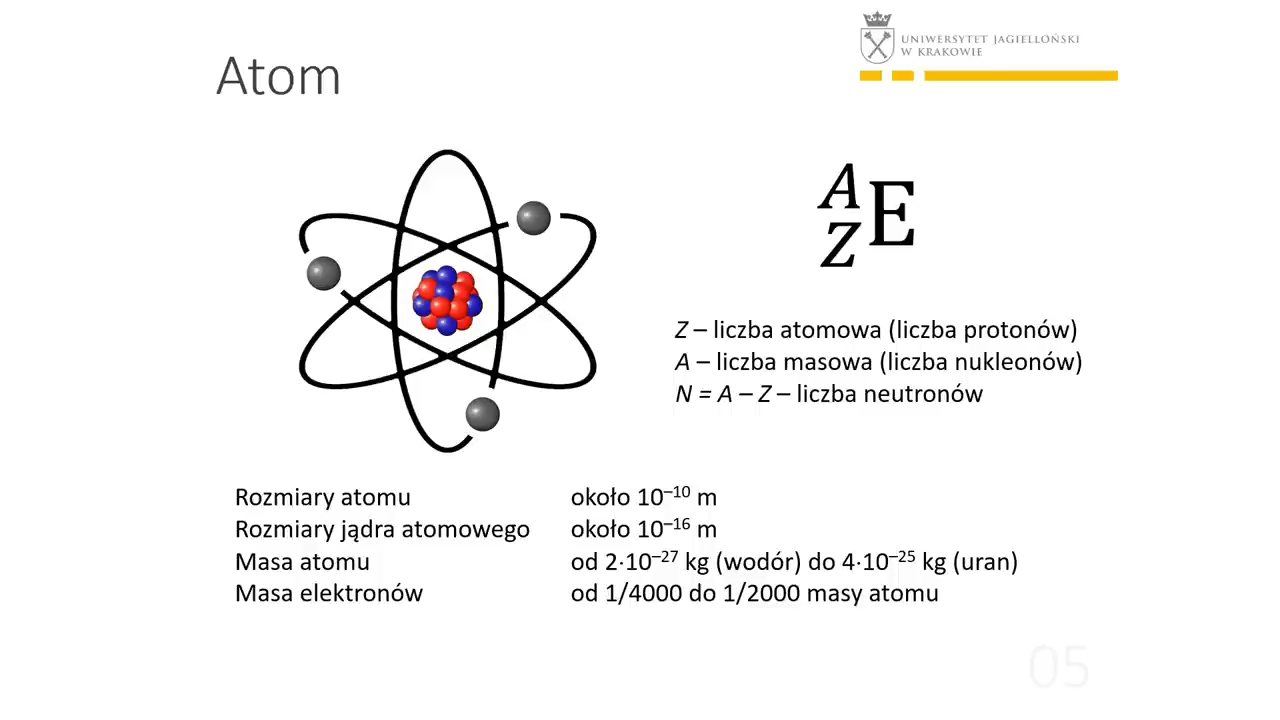 UNIWERSYTET JAGIELLOŃSKI
W KRAKOWIE
Atom
A
Z
E
Z – liczba atomowa (liczba protonów)
A – liczba masowa (liczba nukleonów)
N = A – Z – liczba neutronów
Rozmiary atomu około 10⁻¹⁰ m
Rozmiary jądra atomowego około 10⁻¹⁶ m
Masa atomu od 2·10⁻²⁷ kg (wodór) do 4·10⁻²⁵ kg (uran)
Masa elektronów od 1/4000 do 1/2000 masy atomu
05